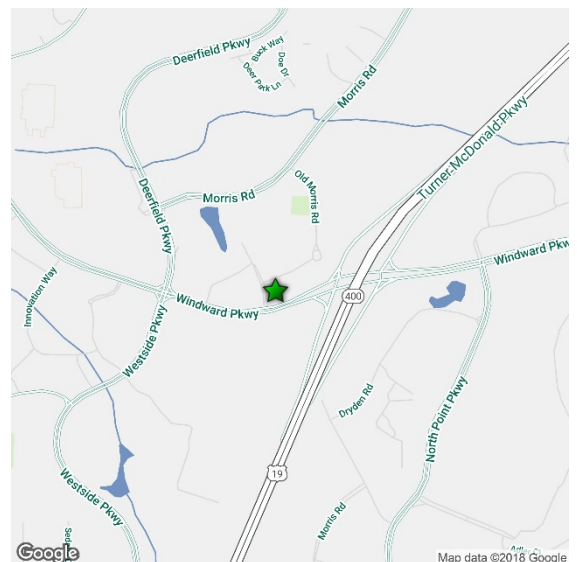 Deerfield Pkwy
Buck Way
Doe Dr
Deer Park Ln
Morris Rd
Turner McDonald Pkwy
Old Morris Rd
Deerfield Pkwy
Morris Rd
Windward Pkwy
Innovation Way
Windward Pkwy
400
Westside Pkwy
Dryden Rd
North Point Pkwy
19
Westside Pkwy
Morris Rd
Google
Map data ©2018 Google